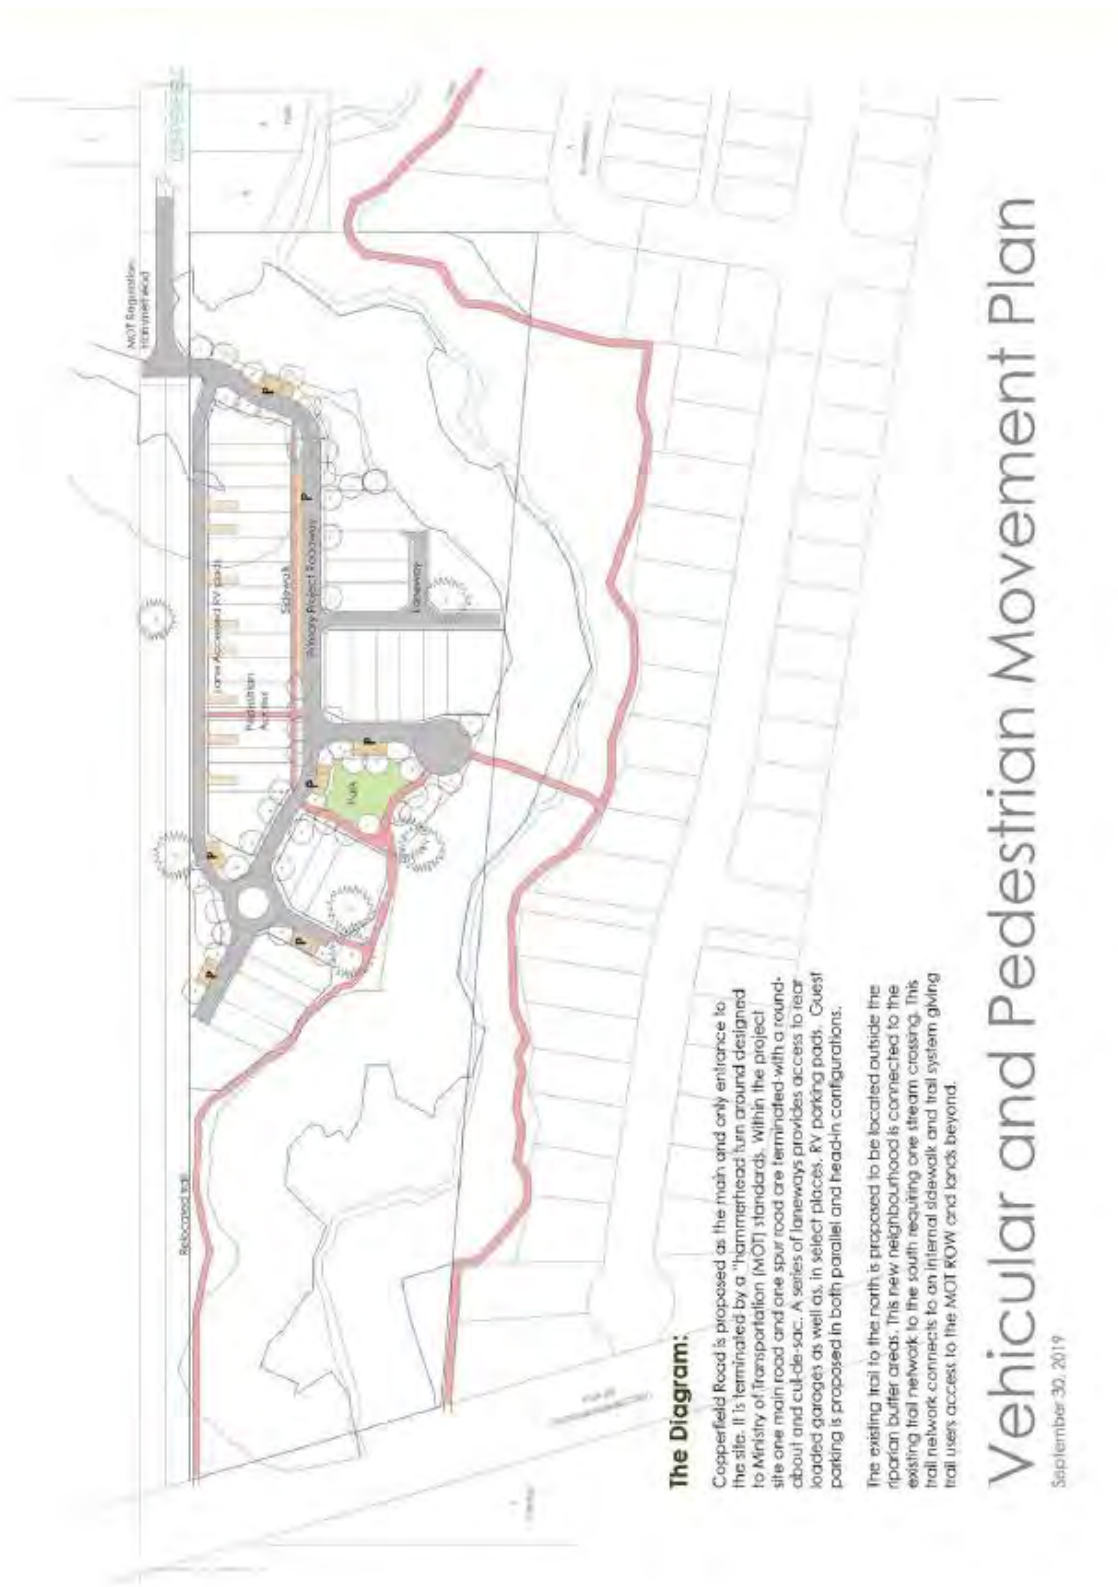 COPPERFIELD
MOT Regulation
Hammerhead
P
P
Lane Accessed RV pads
Sidewalk
Primary Project Roadway
Laneway
Pedestrian
Access
P
P
Park
P
P
P
Relocated trail
The Diagram:
Copperfield Road is proposed as the main and only entrance to
the site. It is terminated by a "hammerhead turn around designed
to Ministry of Transportation (MOT) standards. Within the project
site one main road and one spur road are terminated with a round-
about and cul-de-sac. A series of laneways provides access to rear
loaded garages as well as, in select places, RV parking pads. Guest
parking is proposed in both parallel and head-in configurations.
The existing trail to the north is proposed to be located outside the
riparian buffer areas. This new neighbourhood is connected to the
existing trail network to the south requiring one stream crossing. This
trail network connects to an internal sidewalk and trail system giving
trail users access to the MOT ROW and lands beyond.
Vehicular and Pedestrian Movement Plan
September 30, 2019